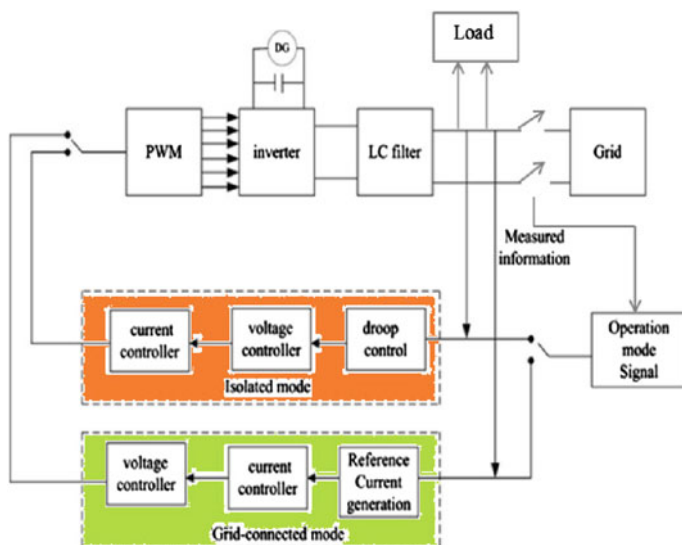 DG
Load
PWM
inverter
LC filter
Grid
Measured
information
current
controller
voltage
controller
droop
control
Isolated mode
Operation
mode
Signal
voltage
controller
current
controller
Reference
Current
generation
Grid-connected mode